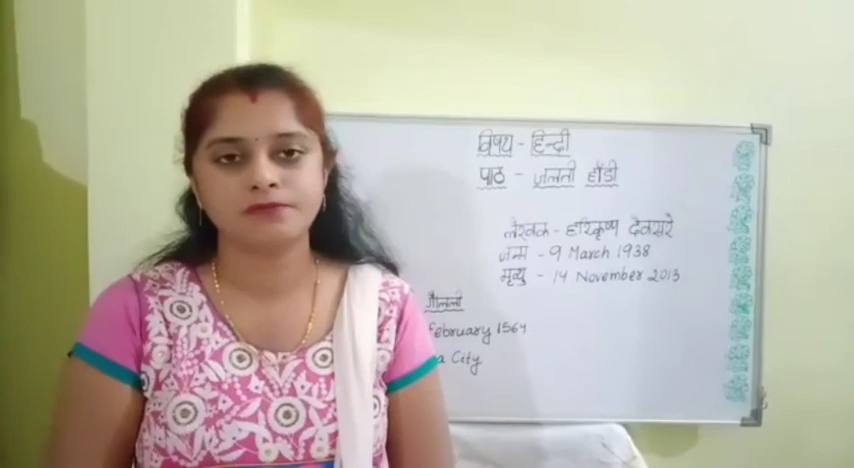 विषय - हिन्दी
पाठ - जलती हाँडी
लेखक - हरिकृष्ण देवसरे
जन्म - 9 March 1938
मृत्यु - 14 November 2013
February 1564
City